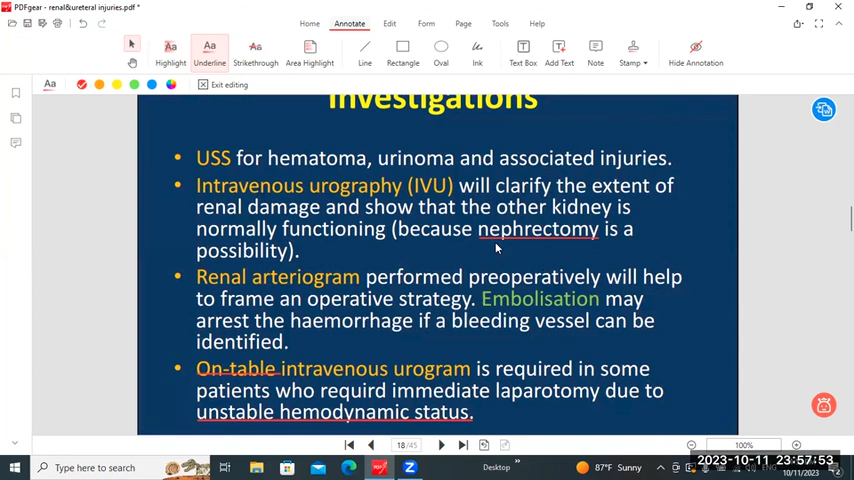 PDFgear - renal&ureteral injuries.pdf *
Home Annotate Edit Form Page Tools Help
Highlight Underline Strikethrough Area Highlight Line Rectangle Oval Ink Text Box Add Text Note Stamp Hide Annotation
Exit editing
Investigations
• USS for hematoma, urinoma and associated injuries.
• Intravenous urography (IVU) will clarify the extent of
renal damage and show that the other kidney is
normally functioning (because nephrectomy is a
possibility).
• Renal arteriogram performed preoperatively will help
to frame an operative strategy. Embolisation may
arrest the haemorrhage if a bleeding vessel can be
identified.
• On-table intravenous urogram is required in some
patients who requird immediate laparotomy due to
unstable hemodynamic status.
18/45
100%
Type here to search
Desktop
87°F Sunny
2023-10-11 23:57:53
10/11/2023